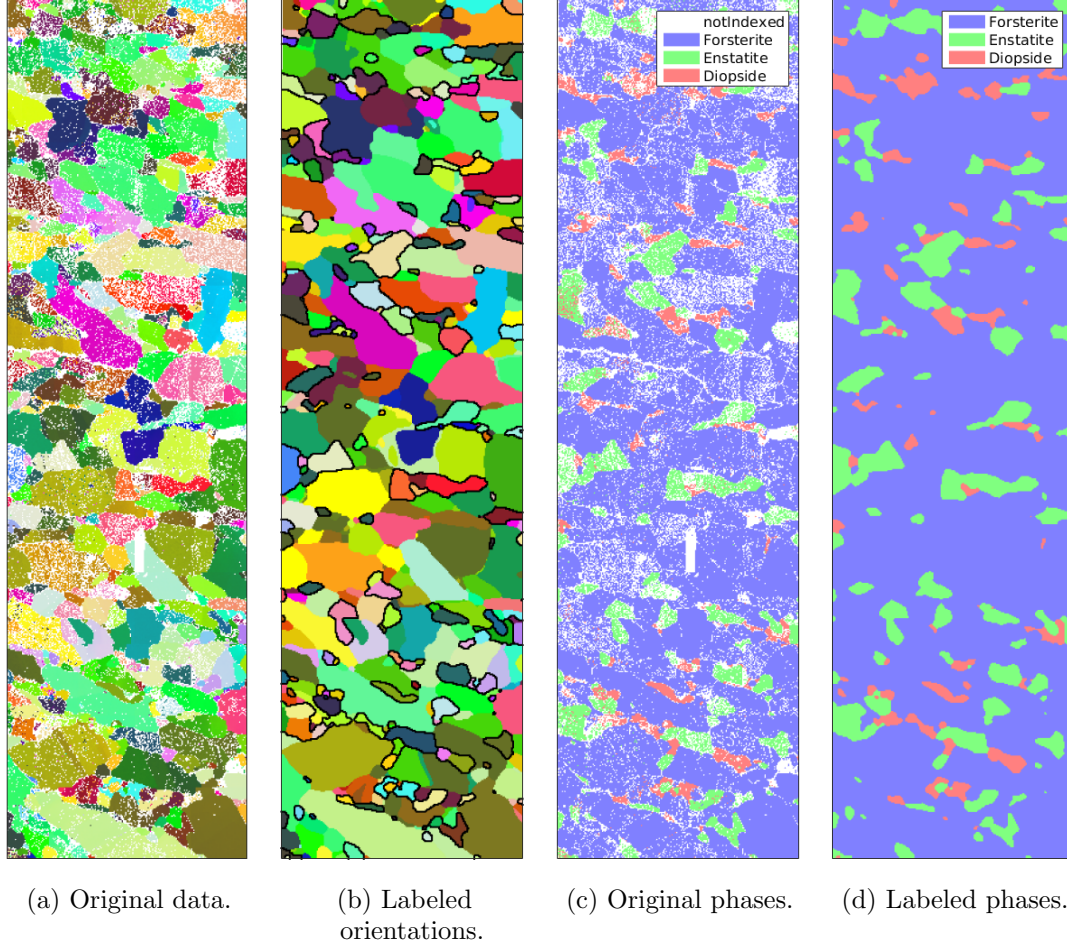 notIndexed
Forsterite
Enstatite
Diopside
Forsterite
Enstatite
Diopside
(a) Original data.
(b) Labeled
orientations.
(c) Original phases.
(d) Labeled phases.